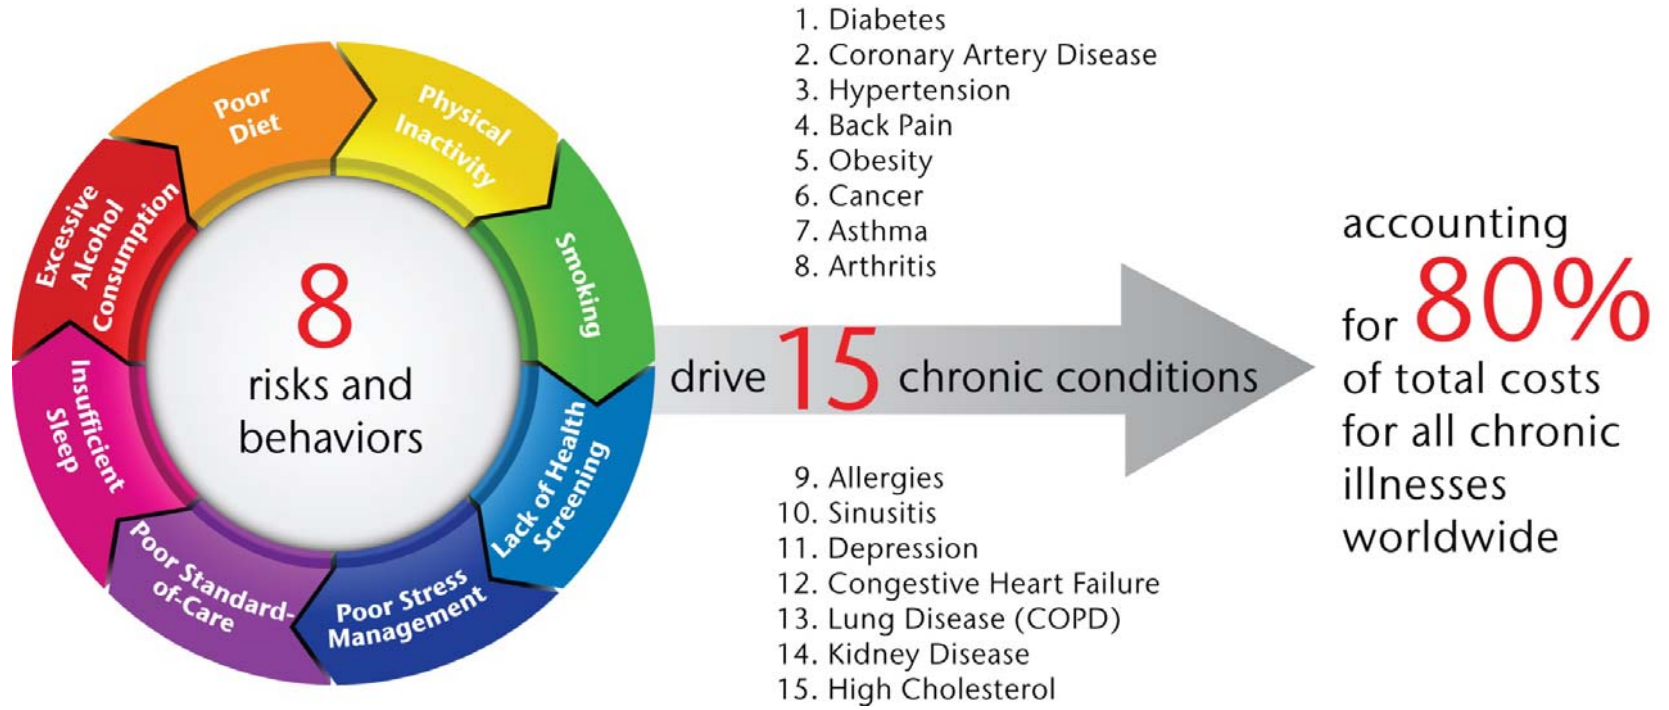 Poor
Diet
Physical
Inactivity
Smoking
Lack of Health
Screening
Poor Stress
Management
Poor Standard-
of-Care
Insufficient
Sleep
Excessive
Alcohol
Consumption
8
risks and
behaviors
1. Diabetes
2. Coronary Artery Disease
3. Hypertension
4. Back Pain
5. Obesity
6. Cancer
7. Asthma
8. Arthritis
drive 15 chronic conditions
9. Allergies
10. Sinusitis
11. Depression
12. Congestive Heart Failure
13. Lung Disease (COPD)
14. Kidney Disease
15. High Cholesterol
accounting
for 80%
of total costs
for all chronic
illnesses
worldwide